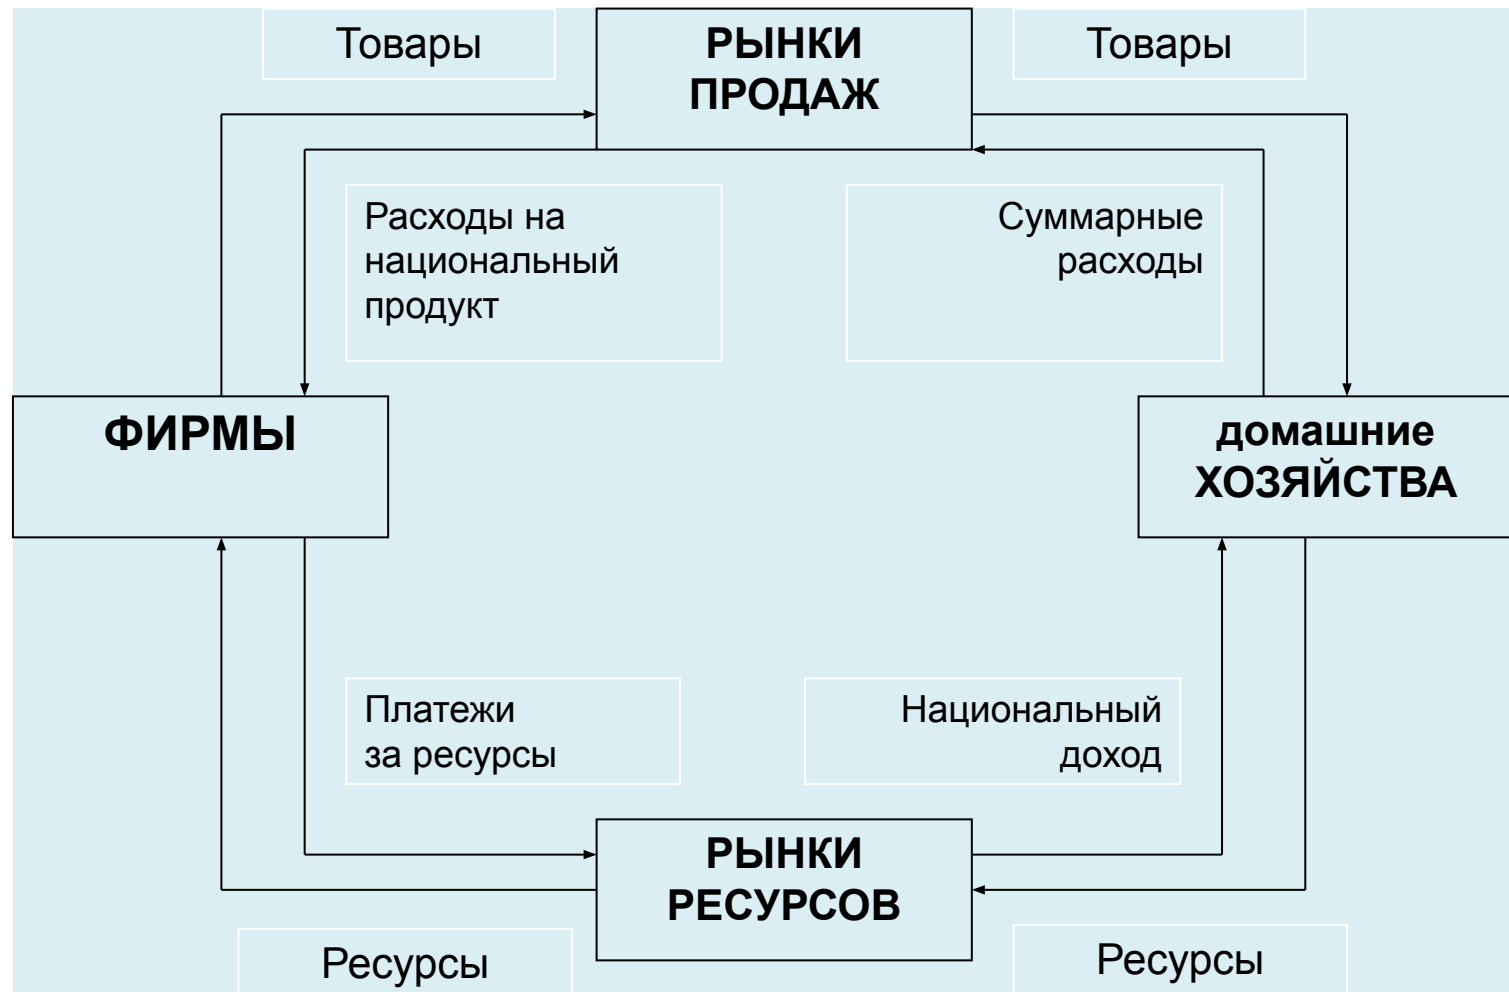 Товары
РЫНКИ
ПРОДАЖ
Товары
Расходы на
национальный
продукт
Суммарные
расходы
ФИРМЫ
домашние
ХОЗЯЙСТВА
Платежи
за ресурсы
Национальный
доход
РЫНКИ
РЕСУРСОВ
Ресурсы
Ресурсы